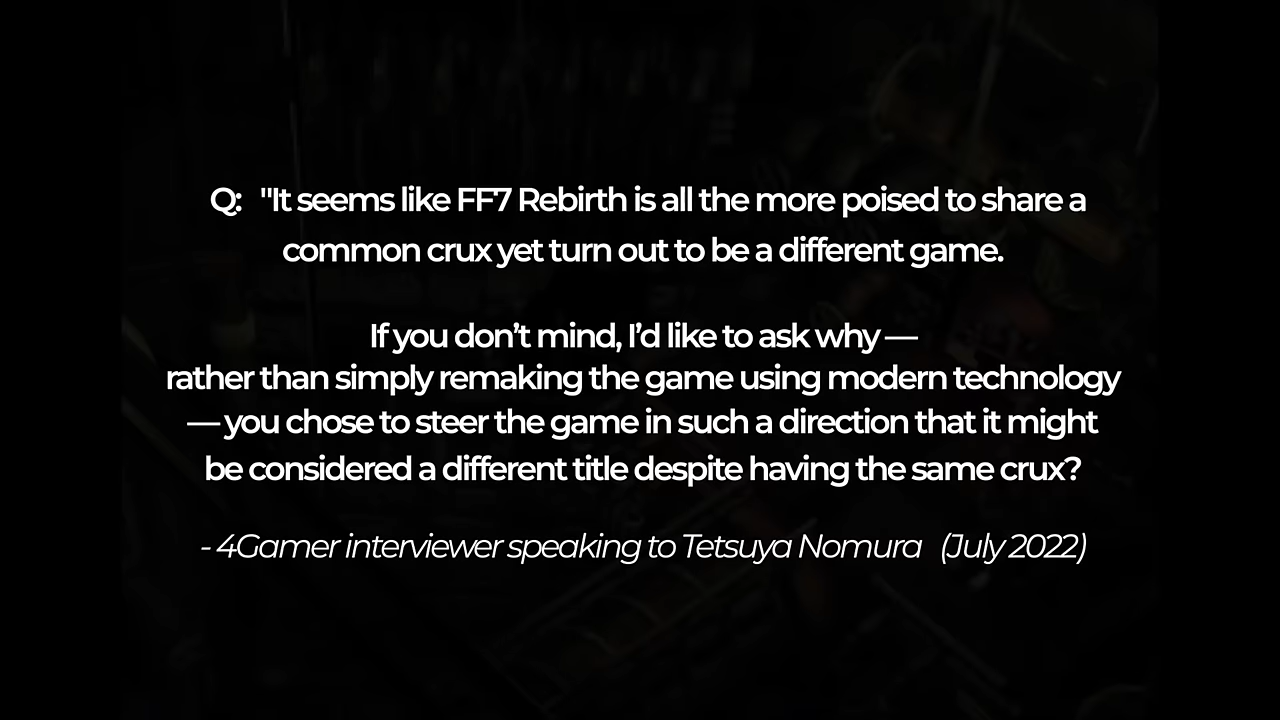 Q: "It seems like FF7 Rebirth is all the more poised to share a
common crux yet turn out to be a different game.
If you don’t mind, I’d like to ask why —
rather than simply remaking the game using modern technology
— you chose to steer the game in such a direction that it might
be considered a different title despite having the same crux?
- 4Gamer interviewer speaking to Tetsuya Nomura (July 2022)